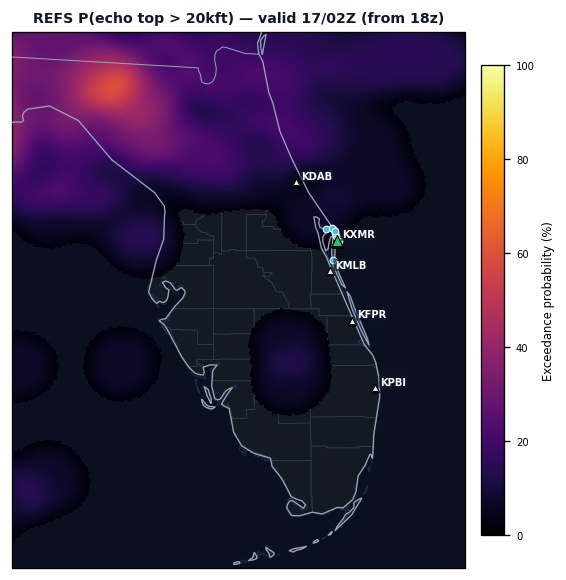 REFS P(echo top > 20kft) — valid 17/02Z (from 18z)
KDAB
KXMR
KMLB
KFPR
KPBI
100
80
60
40
20
0
Exceedance probability (%)